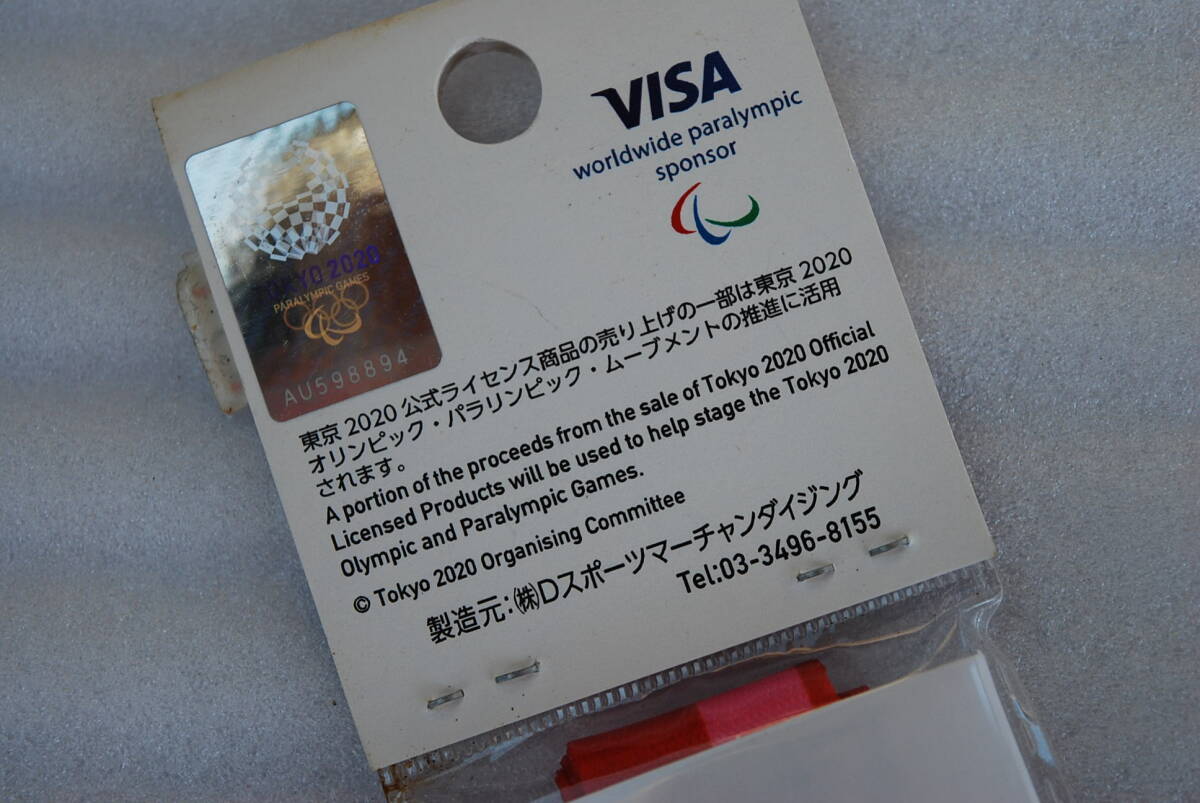 VISA
worldwide paralympic
sponsor
TOKYO 2020
PARALYMPIC GAMES
AU598894
東京 2020 公式ライセンス商品の売り上げの一部は東京 2020
オリンピック・パラリンピック・ムーブメントの推進に活用
されます。
A portion of the proceeds from the sale of Tokyo 2020 Official
Licensed Products will be used to help stage the Tokyo 2020
Olympic and Paralympic Games.
© Tokyo 2020 Organising Committee
製造元:㈱Dスポーツマーチャンダイジング
Tel:03-3496-8155